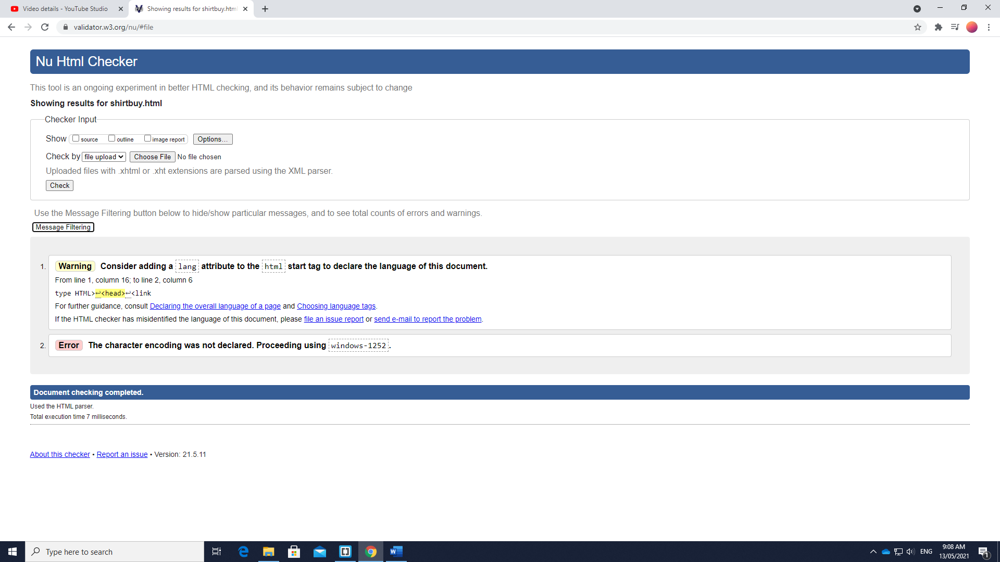 Video details - YouTube Studio
Showing results for shirtbuy.html
validator.w3.org/nu/#file
Nu Html Checker
This tool is an ongoing experiment in better HTML checking, and its behavior remains subject to change
Showing results for shirtbuy.html
Checker Input
Show source outline image report Options...
Check by file upload Choose File No file chosen
Uploaded files with .xhtml or .xht extensions are parsed using the XML parser.
Check
Use the Message Filtering button below to hide/show particular messages, and to see total counts of errors and warnings.
Message Filtering
1. Warning Consider adding a lang attribute to the html start tag to declare the language of this document.
From line 1, column 16; to line 2, column 6
type HTML>↩<head>↩<link
For further guidance, consult Declaring the overall language of a page and Choosing language tags.
If the HTML checker has misidentified the language of this document, please file an issue report or send e-mail to report the problem.
2. Error The character encoding was not declared. Proceeding using windows-1252.
Document checking completed.
Used the HTML parser.
Total execution time 7 milliseconds.
About this checker • Report an issue • Version: 21.5.11
Type here to search
ENG
9:08 AM
13/05/2021
1